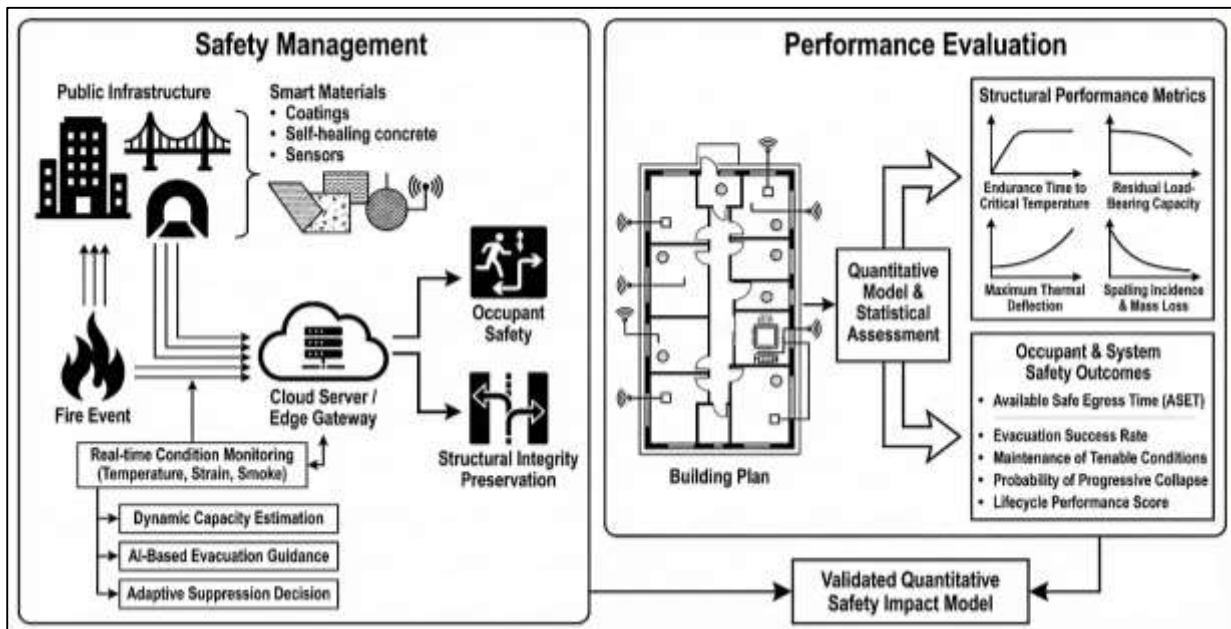 Safety Management
Public Infrastructure
Smart Materials
• Coatings
• Self-healing concrete
• Sensors
Fire Event
Cloud Server /
Edge Gateway
Occupant
Safety
Structural Integrity
Preservation
Real-time Condition Monitoring
(Temperature, Strain, Smoke)
Dynamic Capacity Estimation
AI-Based Evacuation Guidance
Adaptive Suppression Decision
Performance Evaluation
Building Plan
Quantitative
Model &
Statistical
Assessment
Structural Performance Metrics
Endurance Time to
Critical Temperature
Residual Load-
Bearing Capacity
Maximum Thermal
Deflection
Spalling Incidence
& Mass Loss
Occupant & System
Safety Outcomes
• Available Safe Egress Time (ASET)
• Evacuation Success Rate
• Maintenance of Tenable Conditions
• Probability of Progressive Collapse
• Lifecycle Performance Score
Validated Quantitative
Safety Impact Model